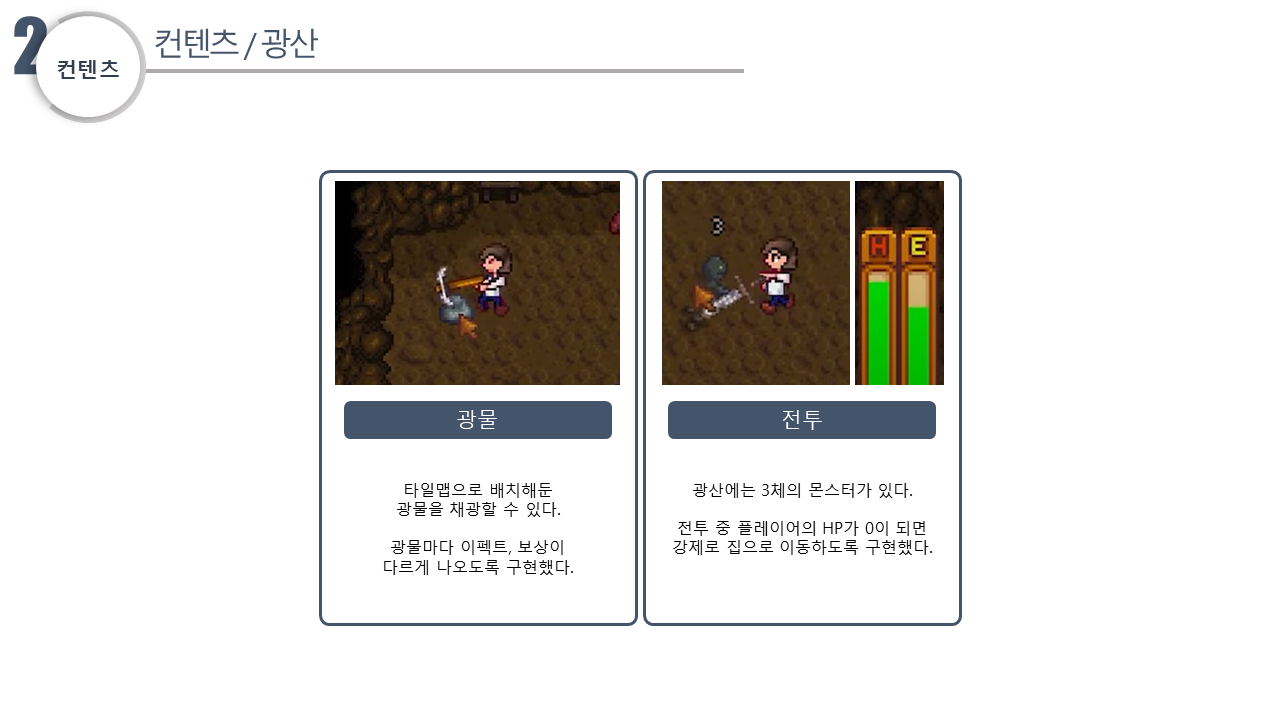 2
컨텐츠
컨텐츠 / 광산
3
H E
광물
전투
타일맵으로 배치해둔
광물을 채광할 수 있다.
광물마다 이펙트, 보상이
다르게 나오도록 구현했다.
광산에는 3체의 몬스터가 있다.
전투 중 플레이어의 HP가 0이 되면
강제로 집으로 이동하도록 구현했다.